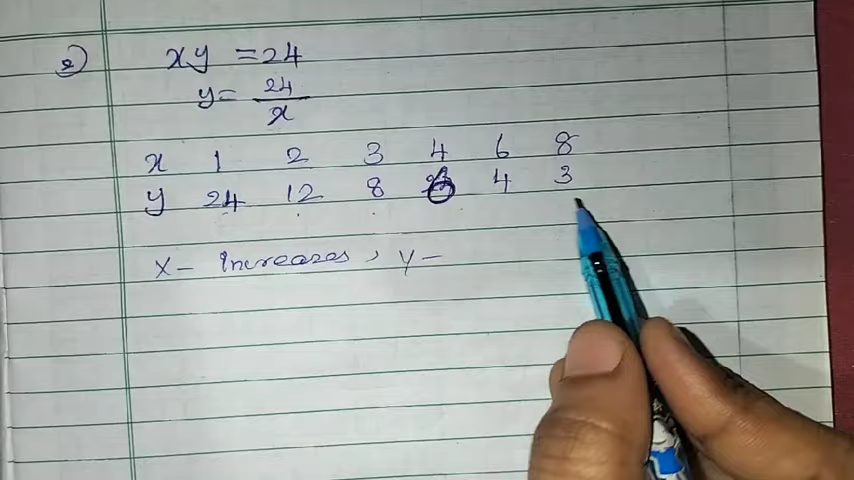 2) xy = 24
y = 24/x
x 1 2 3 4 6 8
y 24 12 8 6 4 3
X - Increases, Y -